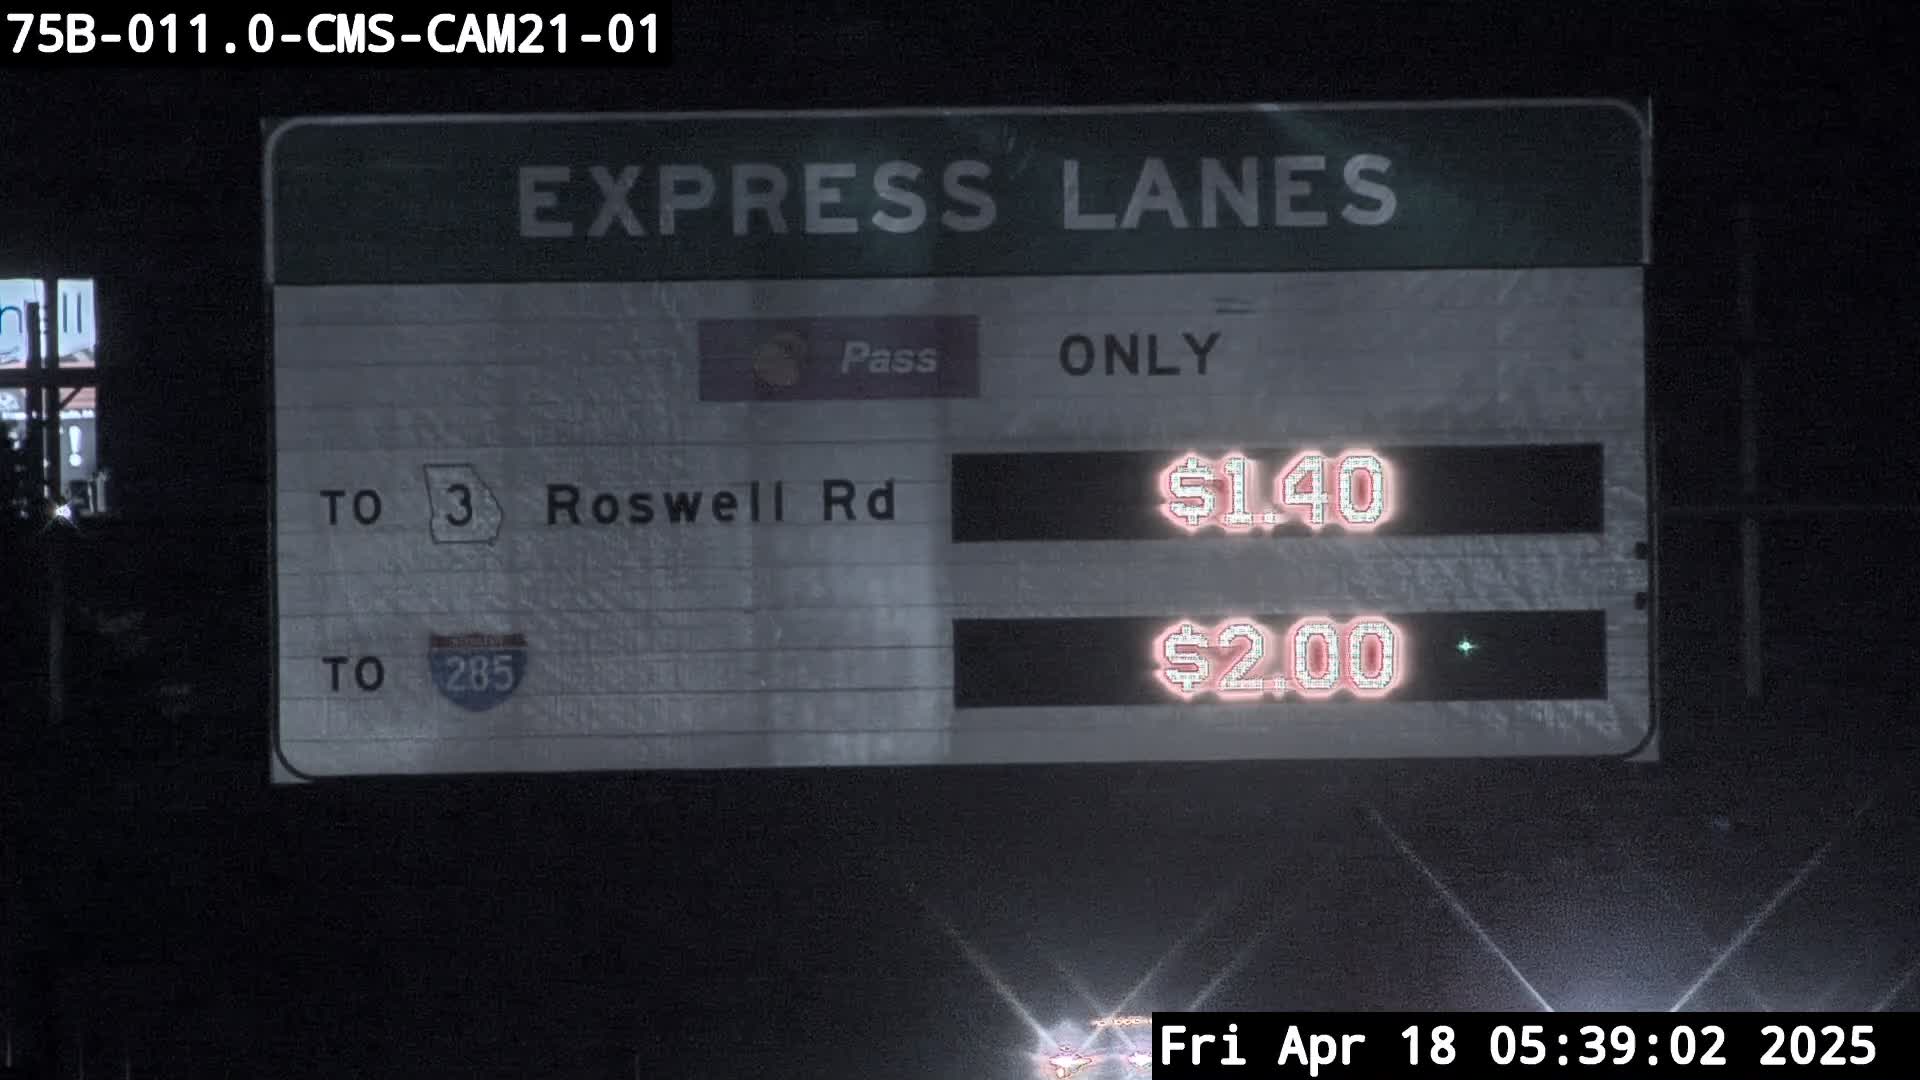 75B-011.0-CMS-CAM21-01
EXPRESS LANES
Pass ONLY
TO 3 Roswell Rd $1.40
TO 285 $2.00
Fri Apr 18 05:39:02 2025